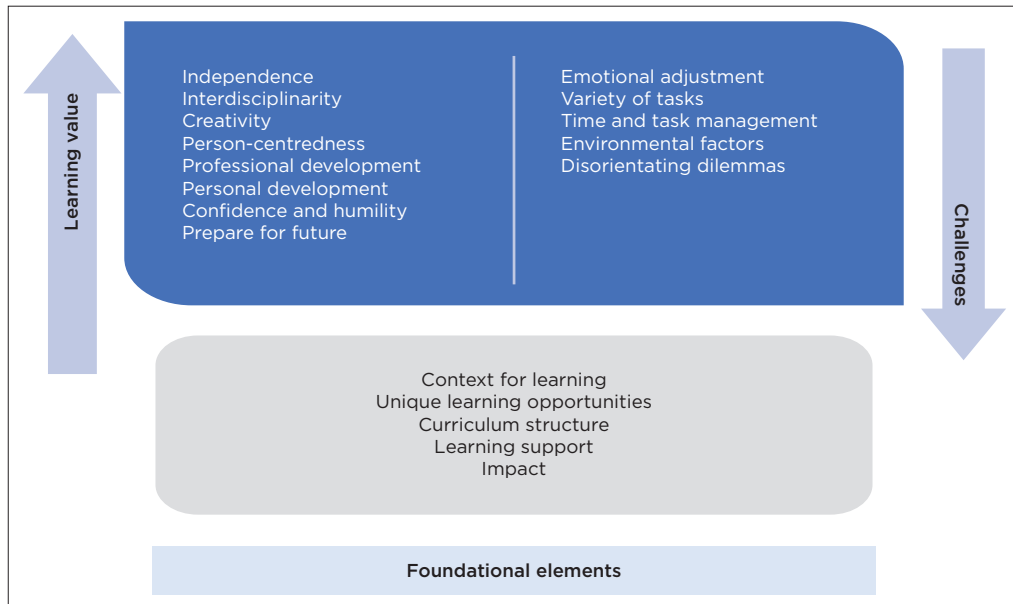 Learning value
Independence
Interdisciplinarity
Creativity
Person-centredness
Professional development
Personal development
Confidence and humility
Prepare for future
Emotional adjustment
Variety of tasks
Time and task management
Environmental factors
Disorientating dilemmas
Challenges
Context for learning
Unique learning opportunities
Curriculum structure
Learning support
Impact
Foundational elements